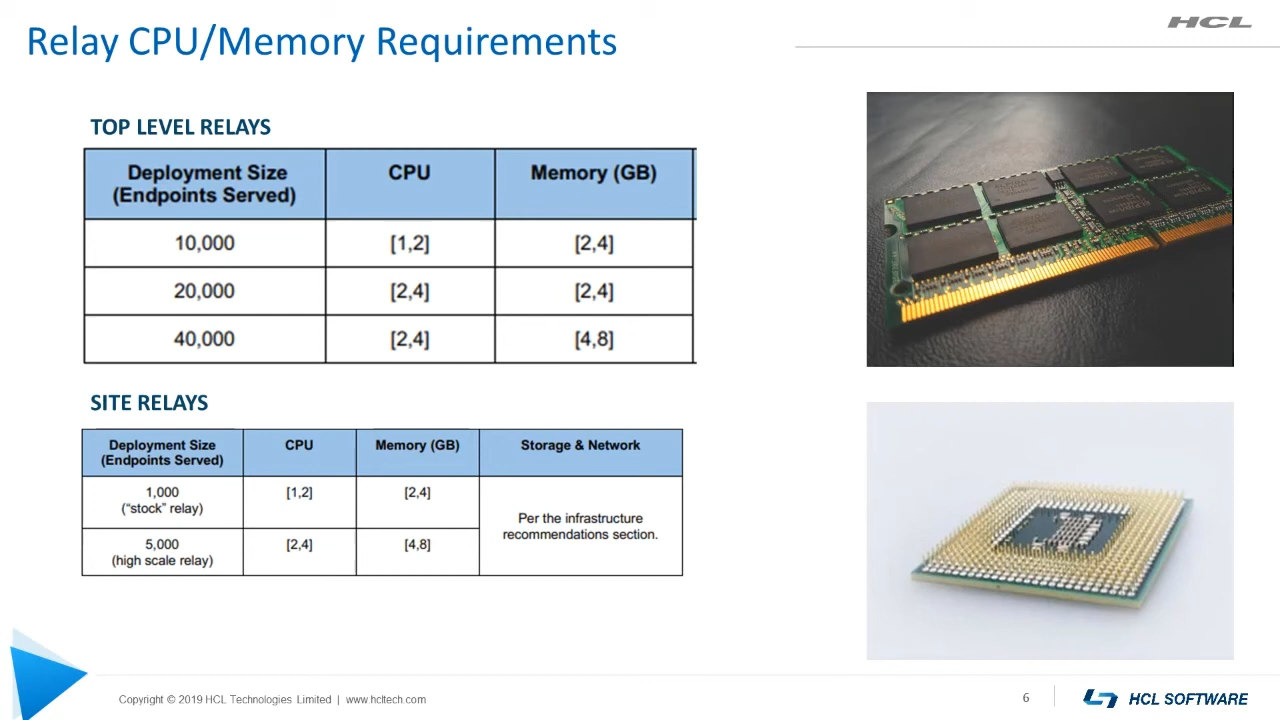 Relay CPU/Memory Requirements
HCL
TOP LEVEL RELAYS
Deployment Size
(Endpoints Served)
CPU
Memory (GB)
10,000
[1,2]
[2,4]
20,000
[2,4]
[2,4]
40,000
[2,4]
[4,8]
SITE RELAYS
Deployment Size
(Endpoints Served)
CPU
Memory (GB)
Storage & Network
1,000
(“stock” relay)
[1,2]
[2,4]
Per the infrastructure
recommendations section.
5,000
(high scale relay)
[2,4]
[4,8]
Copyright © 2019 HCL Technologies Limited | www.hcltech.com
6
HCL SOFTWARE